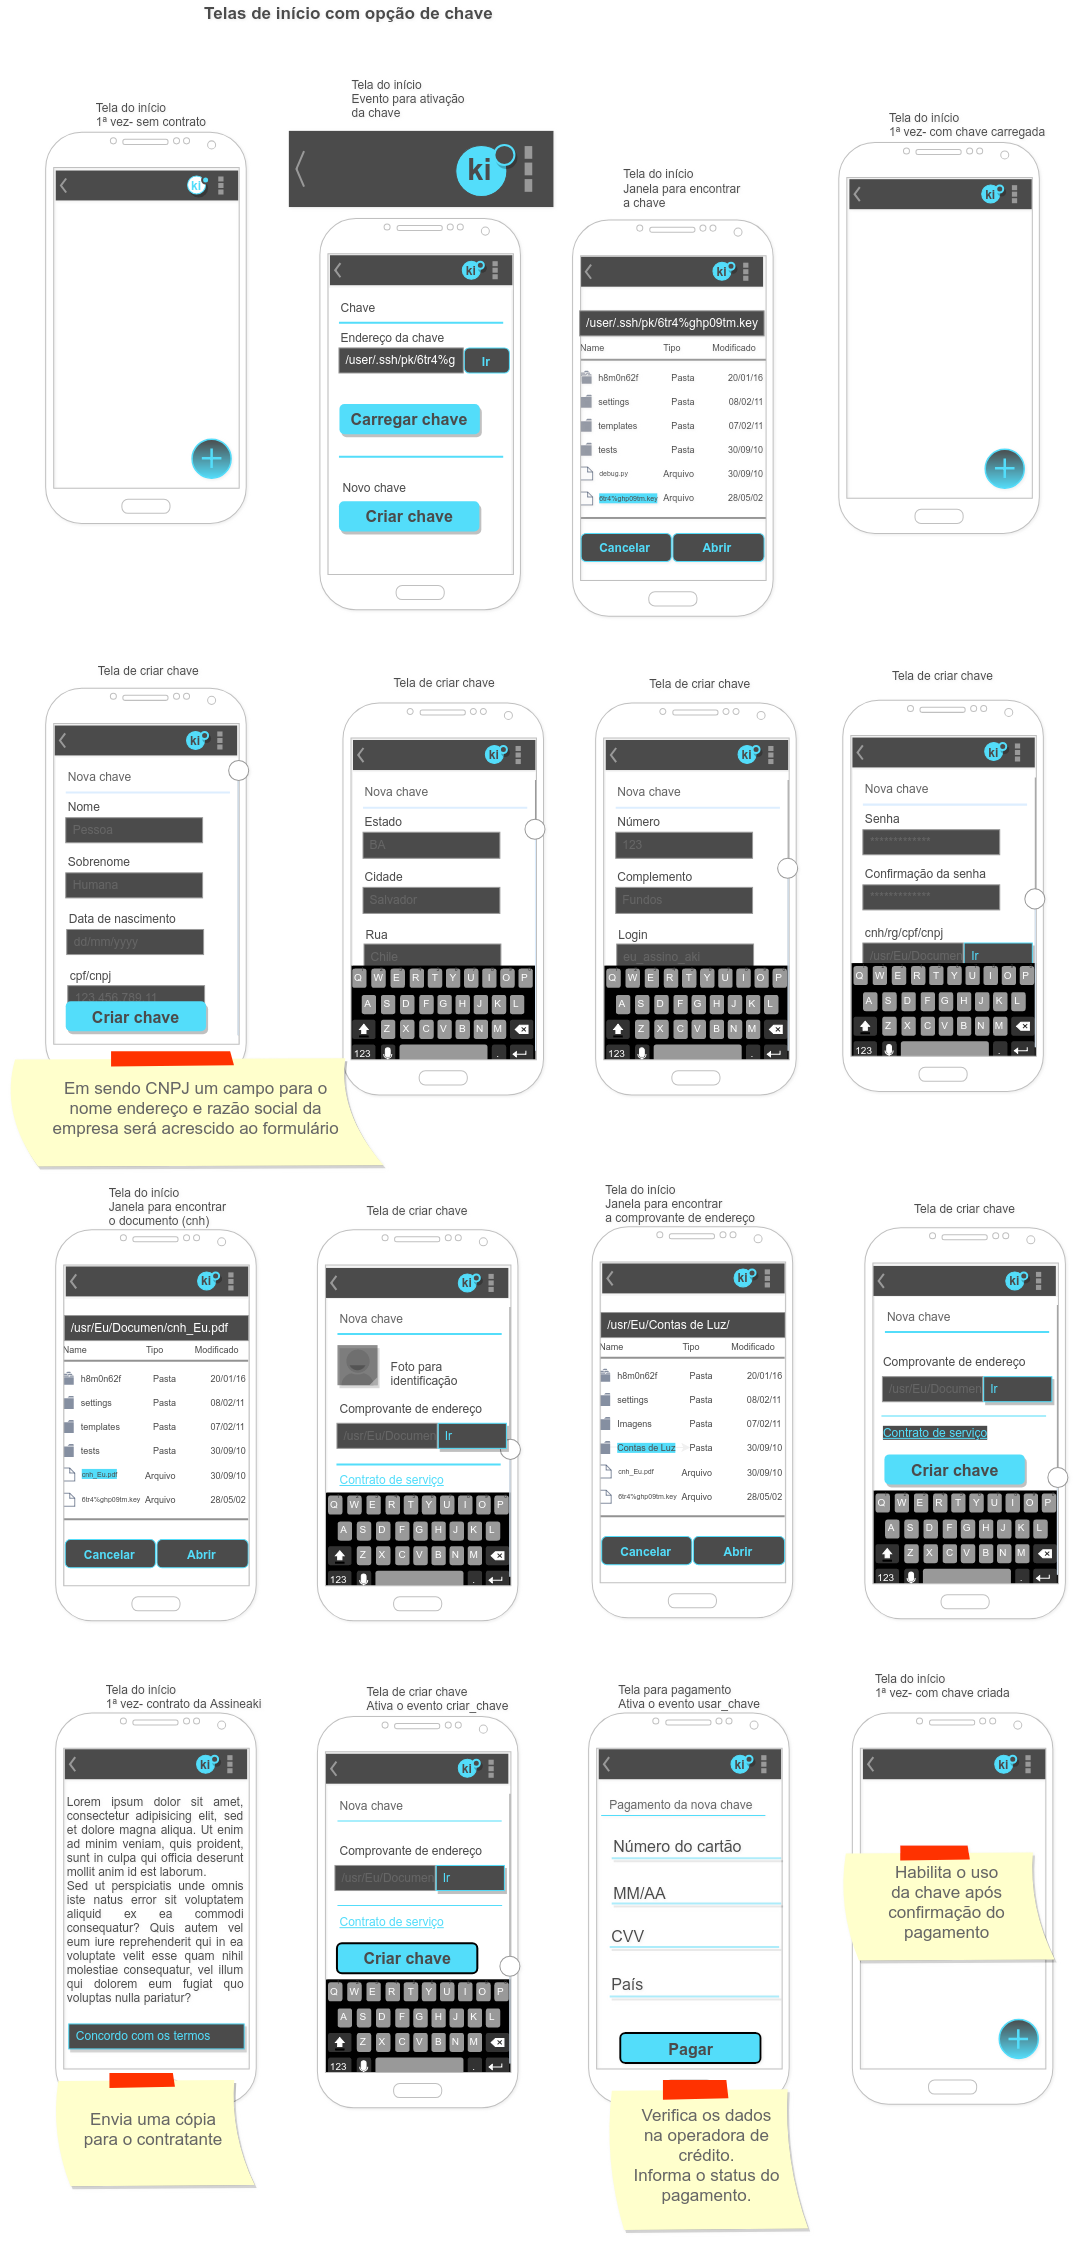 Telas de início com opção de chave
Tela do início
1ª vez- sem contrato
ki
Tela do início
Evento para ativação
da chave
ki
ki
Chave
Endereço da chave
/user/.ssh/pk/6tr4%g
Ir
Carregar chave
Novo chave
Criar chave
Tela do início
Janela para encontrar
a chave
ki
/user/.ssh/pk/6tr4%ghp09tm.key
Name Tipo Modificado
h8m0n62f Pasta 20/01/16
settings Pasta 08/02/11
templates Pasta 07/02/11
tests Pasta 30/09/10
debug.py Arquivo 30/09/10
6tr4%ghp09tm.key Arquivo 28/05/02
Cancelar Abrir
Tela do início
1ª vez- com chave carregada
ki
Tela de criar chave
ki
Nova chave
Nome
Pessoa
Sobrenome
Humana
Data de nascimento
dd/mm/yyyy
cpf/cnpj
123.456.789.11
Criar chave
Em sendo CNPJ um campo para o
nome endereço e razão social da
empresa será acrescido ao formulário
Tela de criar chave
ki
Nova chave
Estado
BA
Cidade
Salvador
Rua
Chile
Q W E R T Y U I O P
A S D F G H J K L
Z X C V B N M
123 .
Tela de criar chave
ki
Nova chave
Número
123
Complemento
Fundos
Login
eu_assino_aki
Q W E R T Y U I O P
A S D F G H J K L
Z X C V B N M
123 .
Tela de criar chave
ki
Nova chave
Senha
*************
Confirmação da senha
*************
cnh/rg/cpf/cnpj
/usr/Eu/Documen Ir
Q W E R T Y U I O P
A S D F G H J K L
Z X C V B N M
123 .
Tela do início
Janela para encontrar
o documento (cnh)
ki
/usr/Eu/Documen/cnh_Eu.pdf
Name Tipo Modificado
h8m0n62f Pasta 20/01/16
settings Pasta 08/02/11
templates Pasta 07/02/11
tests Pasta 30/09/10
cnh_Eu.pdf Arquivo 30/09/10
6tr4%ghp09tm.key Arquivo 28/05/02
Cancelar Abrir
Tela de criar chave
ki
Nova chave
Foto para
identificação
Comprovante de endereço
/usr/Eu/Documen Ir
Contrato de serviço
Q W E R T Y U I O P
A S D F G H J K L
Z X C V B N M
123 .
Tela do início
Janela para encontrar
a comprovante de endereço
ki
/usr/Eu/Contas de Luz/
Name Tipo Modificado
h8m0n62f Pasta 20/01/16
settings Pasta 08/02/11
Imagens Pasta 07/02/11
Contas de Luz Pasta 30/09/10
cnh_Eu.pdf Arquivo 30/09/10
6tr4%ghp09tm.key Arquivo 28/05/02
Cancelar Abrir
Tela de criar chave
ki
Nova chave
Comprovante de endereço
/usr/Eu/Documen Ir
Contrato de serviço
Criar chave
Q W E R T Y U I O P
A S D F G H J K L
Z X C V B N M
123 .
Tela do início
1ª vez- contrato da Assineaki
ki
Lorem ipsum dolor sit amet,
consectetur adipisicing elit, sed
et dolore magna aliqua. Ut enim
ad minim veniam, quis proident,
sunt in culpa qui officia deserunt
mollit anim id est laborum.
Sed ut perspiciatis unde omnis
iste natus error sit voluptatem
aliquid ex ea commodi
consequatur? Quis autem vel
eum iure reprehenderit qui in ea
voluptate velit esse quam nihil
molestiae consequatur, vel illum
qui dolorem eum fugiat quo
voluptas nulla pariatur?
Concordo com os termos
Envia uma cópia
para o contratante
Tela de criar chave
Ativa o evento criar_chave
ki
Nova chave
Comprovante de endereço
/usr/Eu/Documen Ir
Contrato de serviço
Criar chave
Q W E R T Y U I O P
A S D F G H J K L
Z X C V B N M
123 .
Tela para pagamento
Ativa o evento usar_chave
ki
Pagamento da nova chave
Número do cartão
MM/AA
CVV
País
Pagar
Verifica os dados
na operadora de
crédito.
Informa o status do
pagamento.
Tela do início
1ª vez- com chave criada
ki
Habilita o uso
da chave após
confirmação do
pagamento